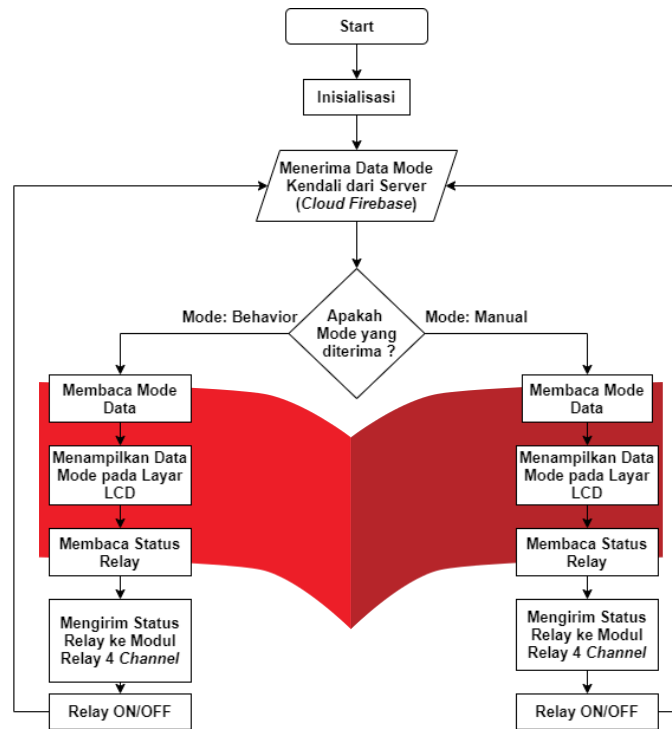 Start
Inisialisasi
Menerima Data Mode
Kendali dari Server
(Cloud Firebase)
Mode: Behavior
Apakah
Mode yang
diterima ?
Mode: Manual
Membaca Mode
Data
Menampilkan Data
Mode pada Layar
LCD
Membaca Status
Relay
Mengirim Status
Relay ke Modul
Relay 4 Channel
Relay ON/OFF
Membaca Mode
Data
Menampilkan Data
Mode pada Layar
LCD
Membaca Status
Relay
Mengirim Status
Relay ke Modul
Relay 4 Channel
Relay ON/OFF